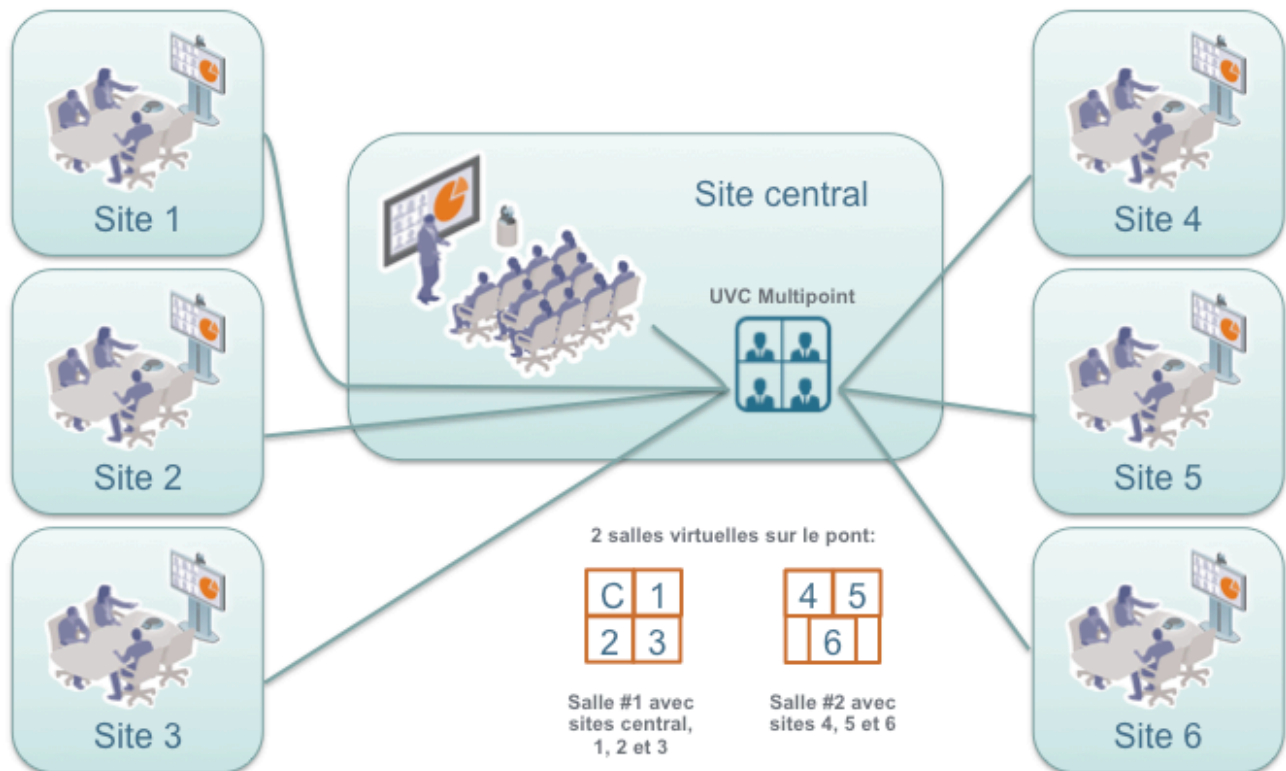 Site 1
Site 2
Site 3
Site central
UVC Multipoint
2 salles virtuelles sur le pont:
C 1
2 3
Salle #1 avec
sites central,
1, 2 et 3
4 5
6
Salle #2 avec
sites 4, 5 et 6
Site 4
Site 5
Site 6